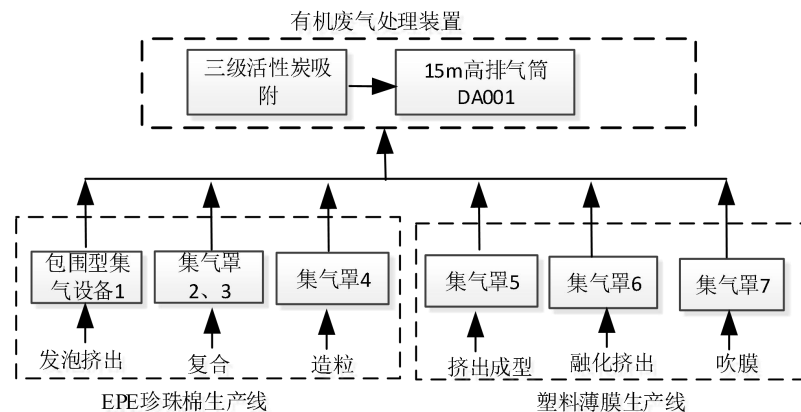 有机废气处理装置
三级活性炭吸
附
15m高排气筒
DA001
包围型集
气设备1
集气罩
2、3
集气罩4
集气罩5
集气罩6
集气罩7
发泡挤出
复合
造粒
挤出成型
融化挤出
吹膜
EPE珍珠棉生产线
塑料薄膜生产线